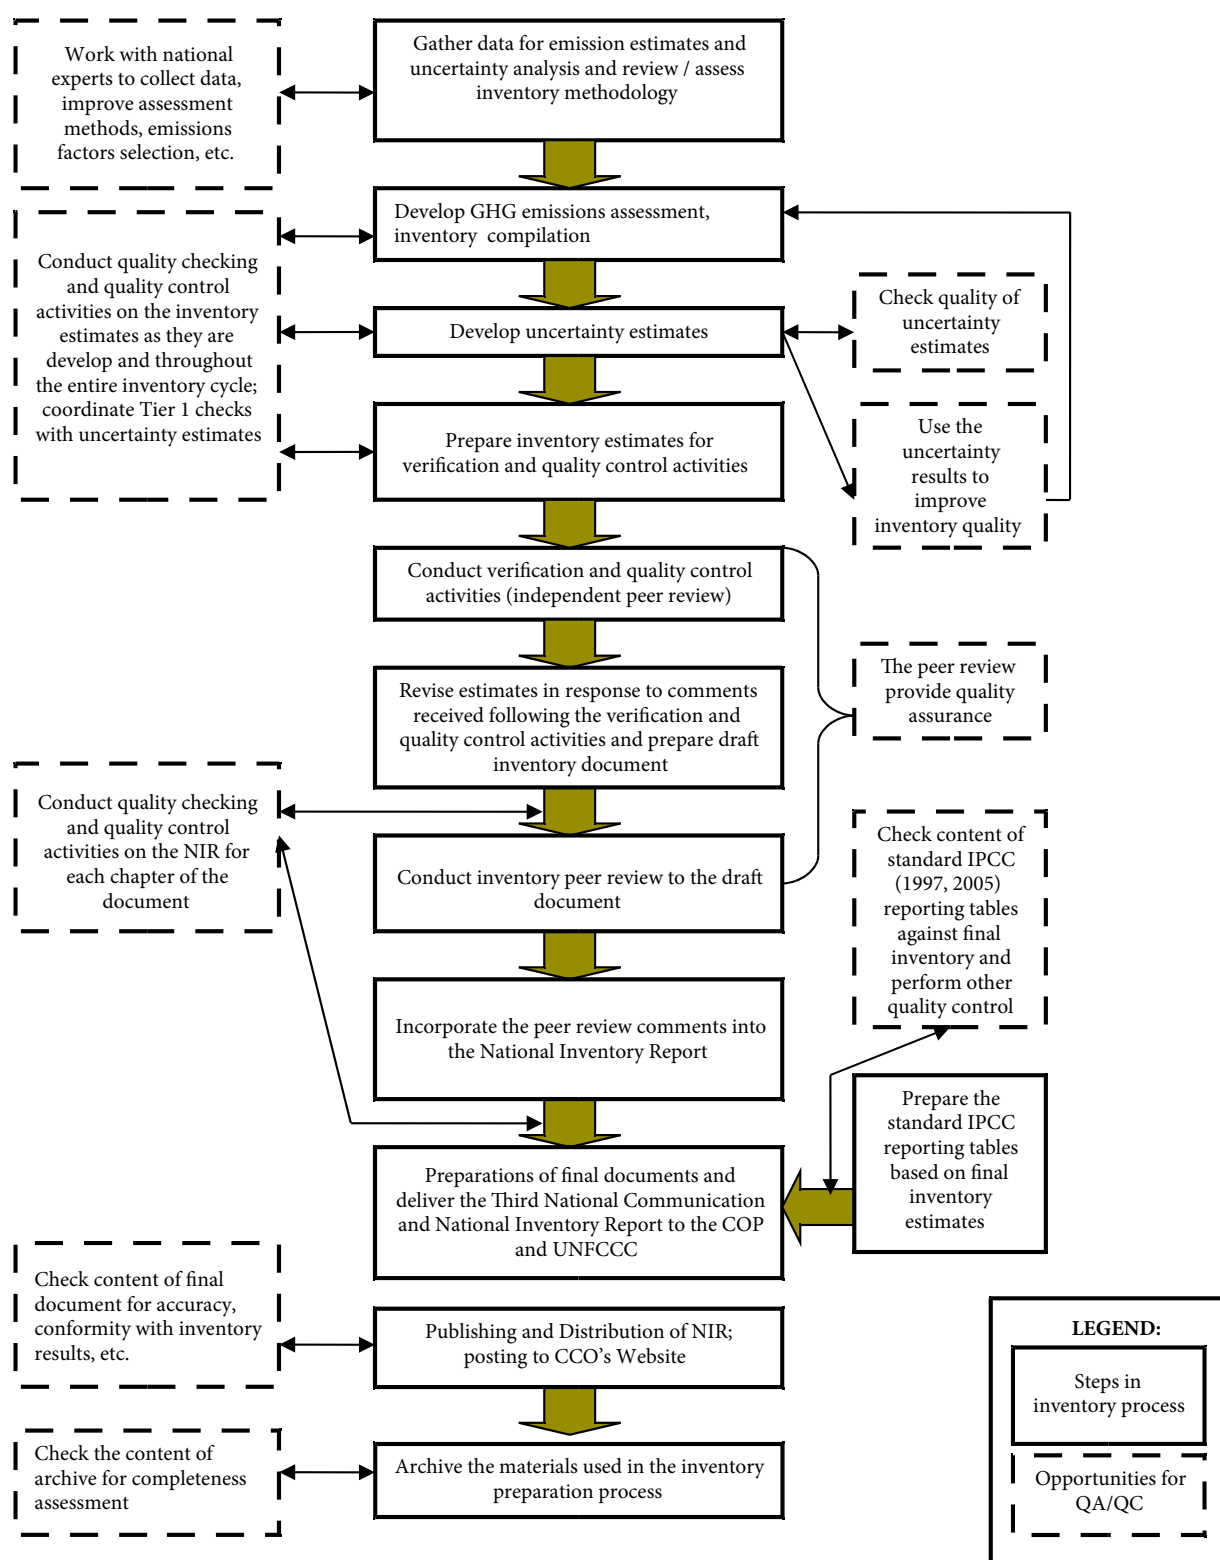 Work with national
experts to collect data,
improve assessment
methods, emissions
factors selection, etc.
Gather data for emission estimates and
uncertainty analysis and review / assess
inventory methodology
Develop GHG emissions assessment,
inventory compilation
Conduct quality checking
and quality control
activities on the inventory
estimates as they are
develop and throughout
the entire inventory cycle;
coordinate Tier 1 checks
with uncertainty estimates
Develop uncertainty estimates
Check quality of
uncertainty
estimates
Prepare inventory estimates for
verification and quality control activities
Use the
uncertainty
results to
improve
inventory quality
Conduct verification and quality control
activities (independent peer review)
Revise estimates in response to comments
received following the verification and
quality control activities and prepare draft
inventory document
The peer review
provide quality
assurance
Conduct quality checking
and quality control
activities on the NIR for
each chapter of the
document
Conduct inventory peer review to the draft
document
Check content of
standard IPCC
(1997, 2005)
reporting tables
against final
inventory and
perform other
quality control
Incorporate the peer review comments into
the National Inventory Report
Prepare the
standard IPCC
reporting tables
based on final
inventory
estimates
Preparations of final documents and
deliver the Third National Communication
and National Inventory Report to the COP
and UNFCCC
Check content of final
document for accuracy,
conformity with inventory
results, etc.
Publishing and Distribution of NIR;
posting to CCO's Website
Check the content of
archive for completeness
assessment
Archive the materials used in the inventory
preparation process
LEGEND:
Steps in
inventory process
Opportunities for
QA/QC